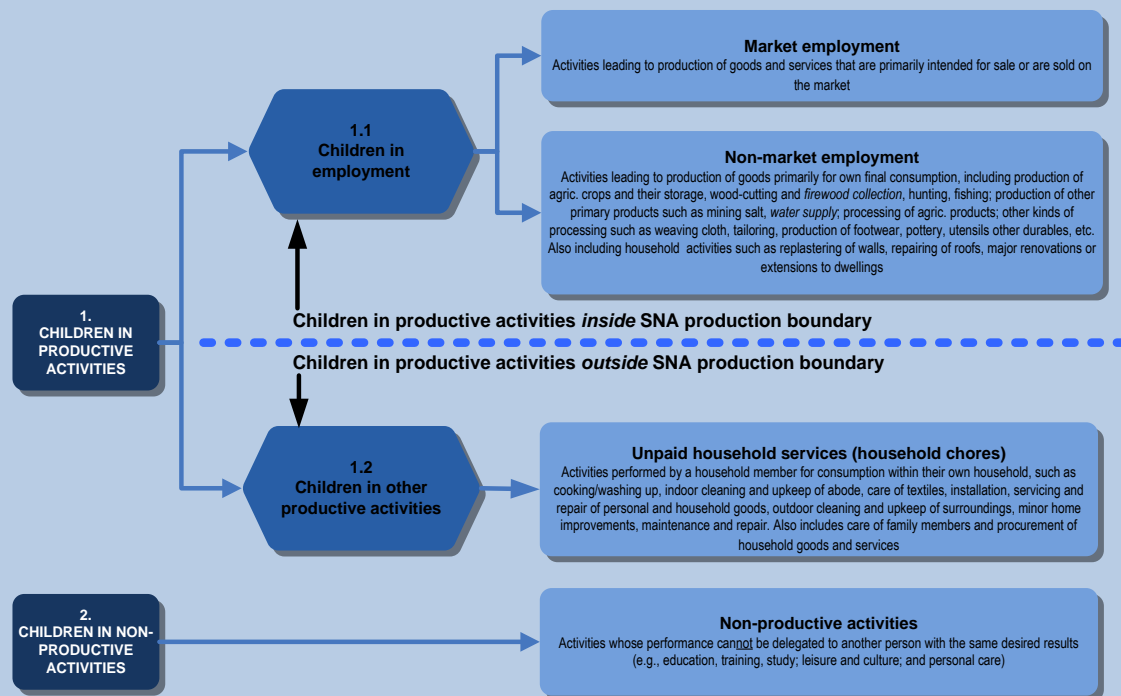 Market employment
Activities leading to production of goods and services that are primarily intended for sale or are sold on
the market
1.1
Children in
employment
Non-market employment
Activities leading to production of goods primarily for own final consumption, including production of
agric. crops and their storage, wood-cutting and firewood collection, hunting, fishing; production of other
primary products such as mining salt, water supply; processing of agric. products; other kinds of
processing such as weaving cloth, tailoring, production of footwear, pottery, utensils other durables, etc.
Also including household activities such as replastering of walls, repairing of roofs, major renovations or
extensions to dwellings
1.
CHILDREN IN
PRODUCTIVE
ACTIVITIES
Children in productive activities inside SNA production boundary
Children in productive activities outside SNA production boundary
1.2
Children in other
productive activities
Unpaid household services (household chores)
Activities performed by a household member for consumption within their own household, such as
cooking/washing up, indoor cleaning and upkeep of abode, care of textiles, installation, servicing and
repair of personal and household goods, outdoor cleaning and upkeep of surroundings, minor home
improvements, maintenance and repair. Also includes care of family members and procurement of
household goods and services
2.
CHILDREN IN NON-
PRODUCTIVE
ACTIVITIES
Non-productive activities
Activities whose performance cannot be delegated to another person with the same desired results
(e.g., education, training, study; leisure and culture; and personal care)